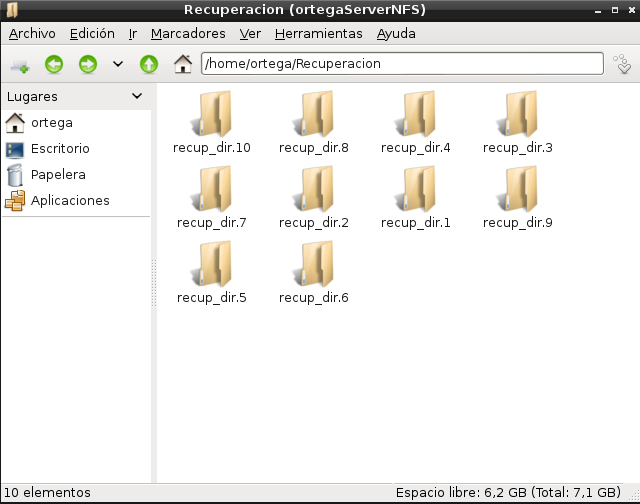 Recuperacion (ortegaServerNFS)
Archivo Edición Ir Marcadores Ver Herramientas Ayuda
/home/ortega/Recuperacion
Lugares
ortega
Escritorio
Papelera
Aplicaciones
recup_dir.10 recup_dir.8 recup_dir.4 recup_dir.3
recup_dir.7 recup_dir.2 recup_dir.1 recup_dir.9
recup_dir.5 recup_dir.6
10 elementos Espacio libre: 6,2 GB (Total: 7,1 GB)